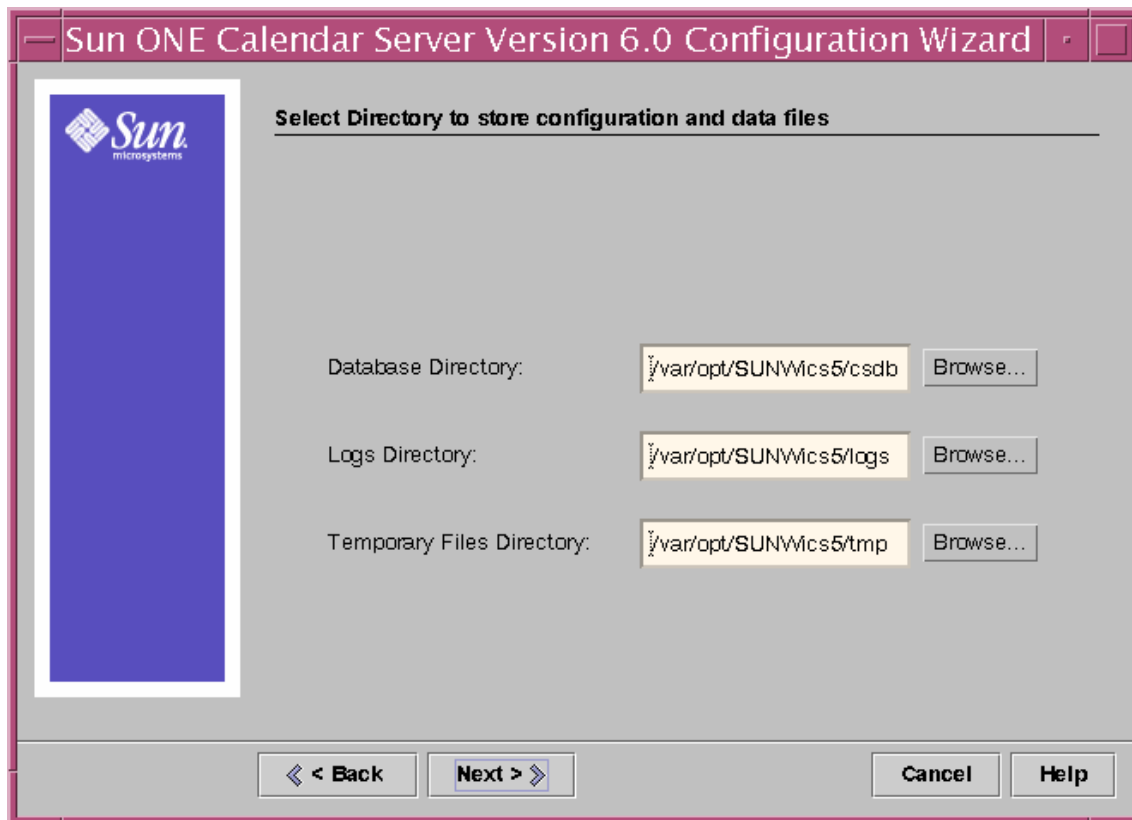 Sun ONE Calendar Server Version 6.0 Configuration Wizard
Sun
microsystems
Select Directory to store configuration and data files
Database Directory: /var/opt/SUNWics5/csdb Browse...
Logs Directory: /var/opt/SUNWics5/logs Browse...
Temporary Files Directory: /var/opt/SUNWics5/tmp Browse...
< Back Next > Cancel Help